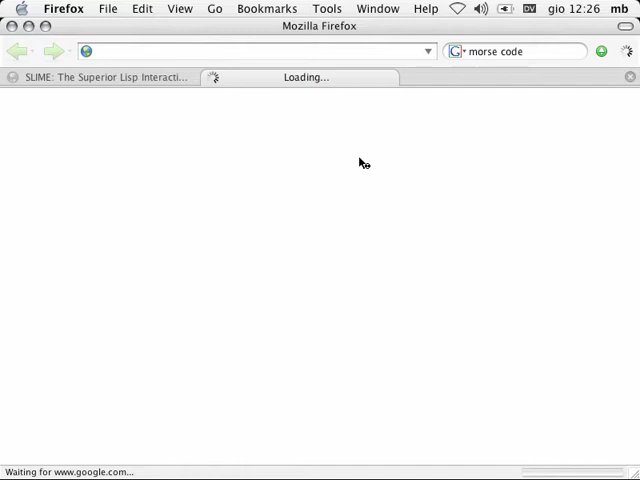 Firefox File Edit View Go Bookmarks Tools Window Help DV gio 12:26 mb
Mozilla Firefox
G morse code
SLIME: The Superior Lisp Interacti... Loading...
Waiting for www.google.com...